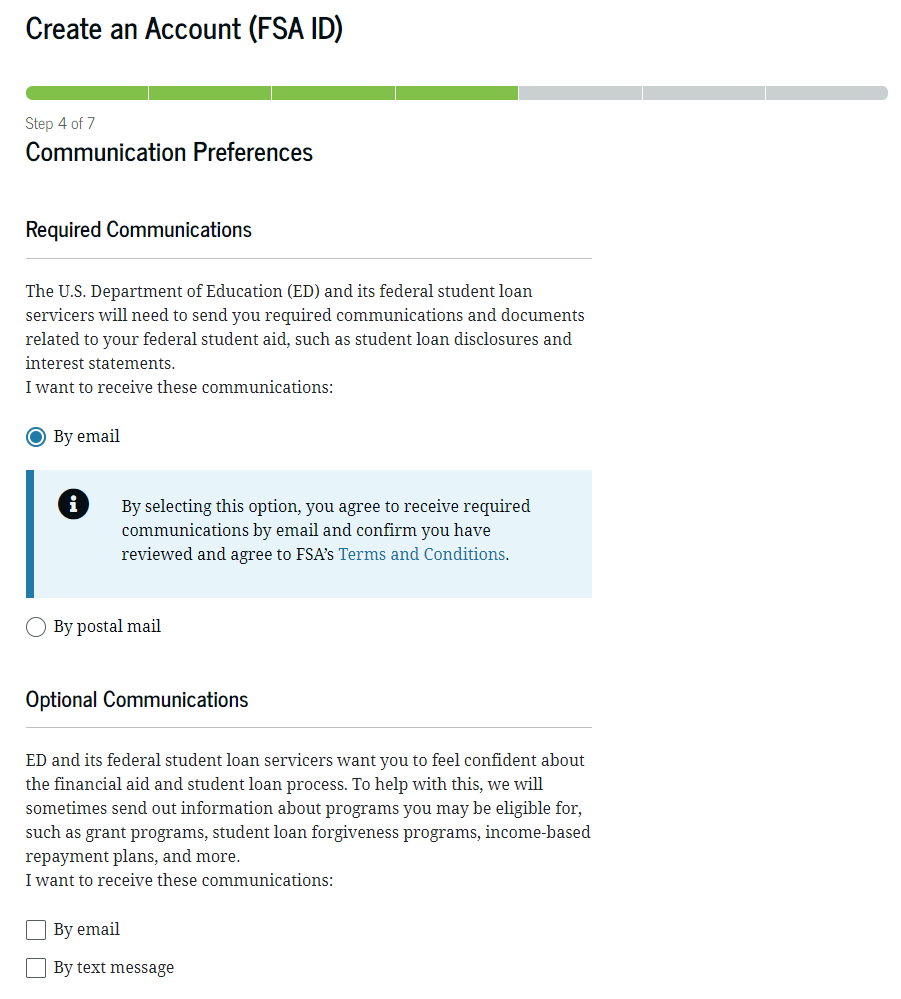 Create an Account (FSA ID)
Step 4 of 7
Communication Preferences
Required Communications
The U.S. Department of Education (ED) and its federal student loan
servicers will need to send you required communications and documents
related to your federal student aid, such as student loan disclosures and
interest statements.
I want to receive these communications:
By email
By selecting this option, you agree to receive required
communications by email and confirm you have
reviewed and agree to FSA’s Terms and Conditions.
By postal mail
Optional Communications
ED and its federal student loan servicers want you to feel confident about
the financial aid and student loan process. To help with this, we will
sometimes send out information about programs you may be eligible for,
such as grant programs, student loan forgiveness programs, income-based
repayment plans, and more.
I want to receive these communications:
By email
By text message